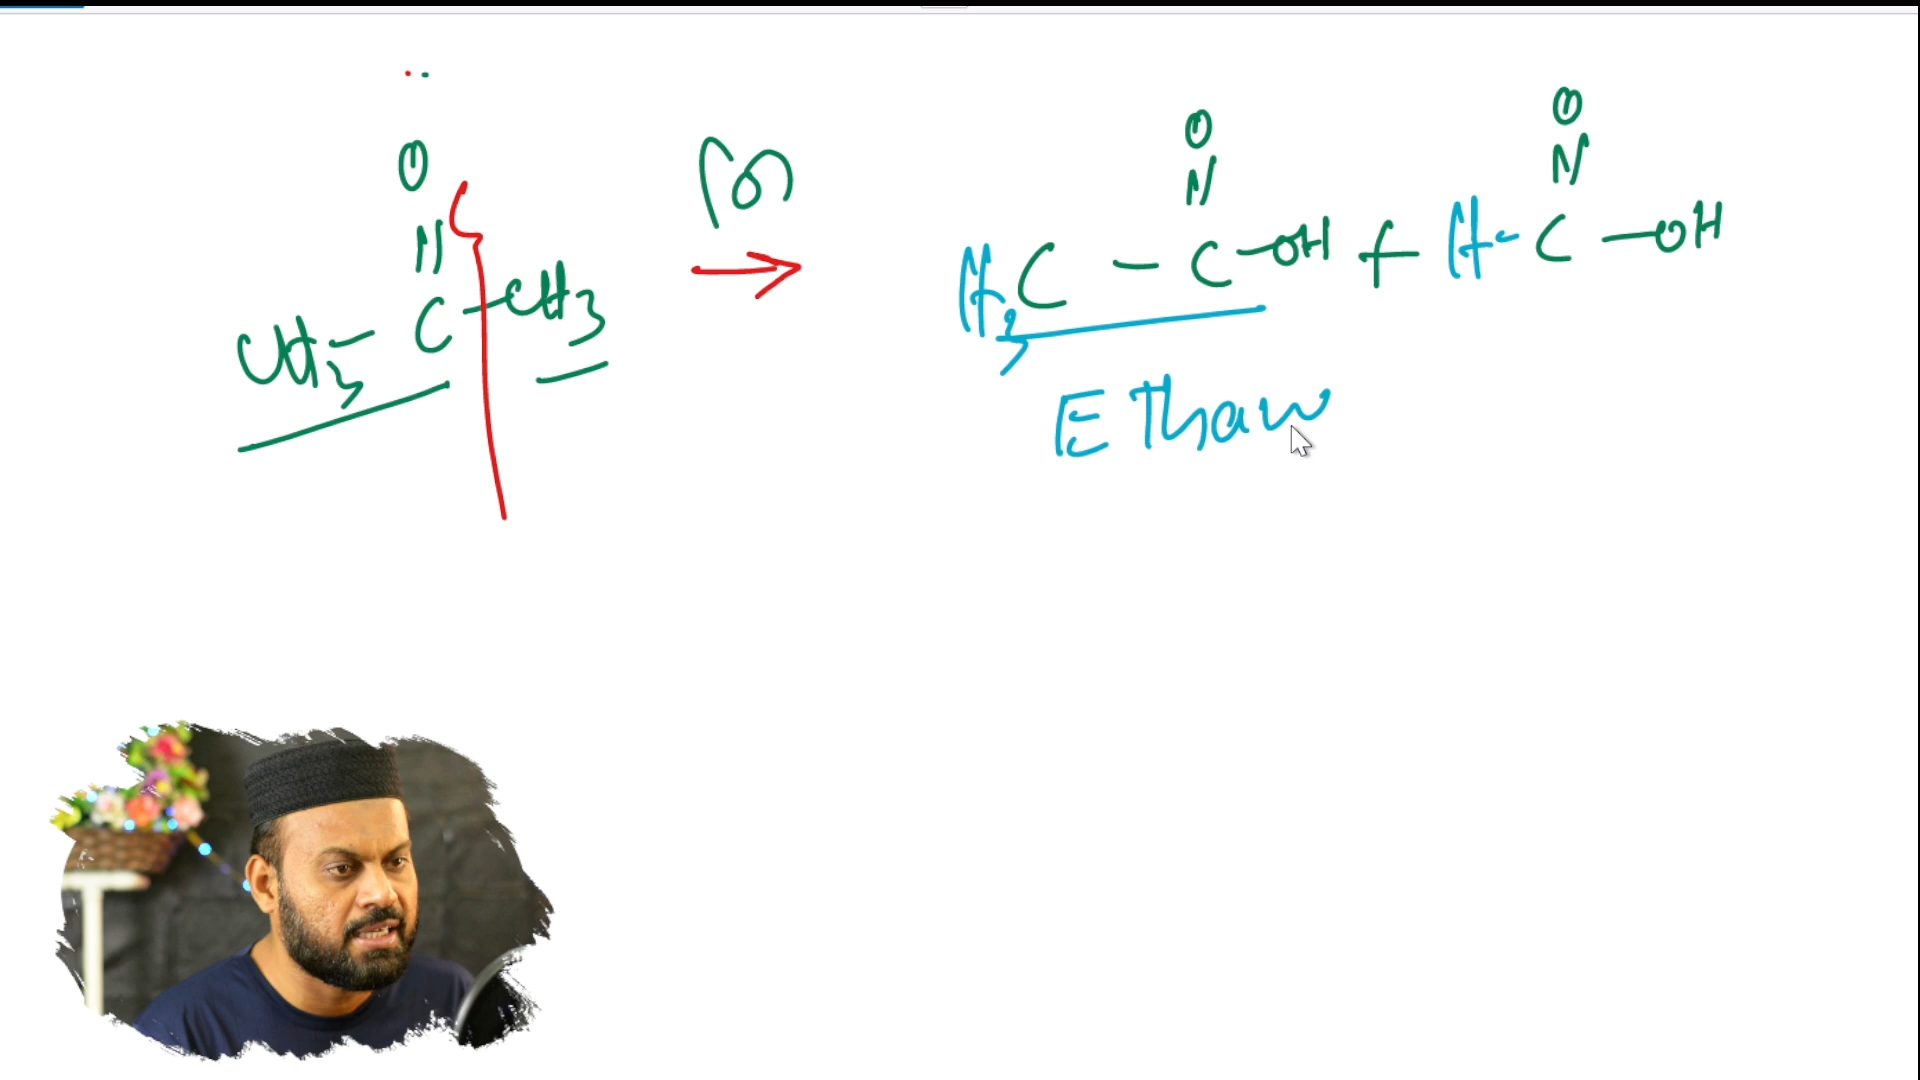 O
||
CH3 – C – CH3
[O]
→
O
||
H3C – C – OH +
O
||
H – C – OH
Ethan